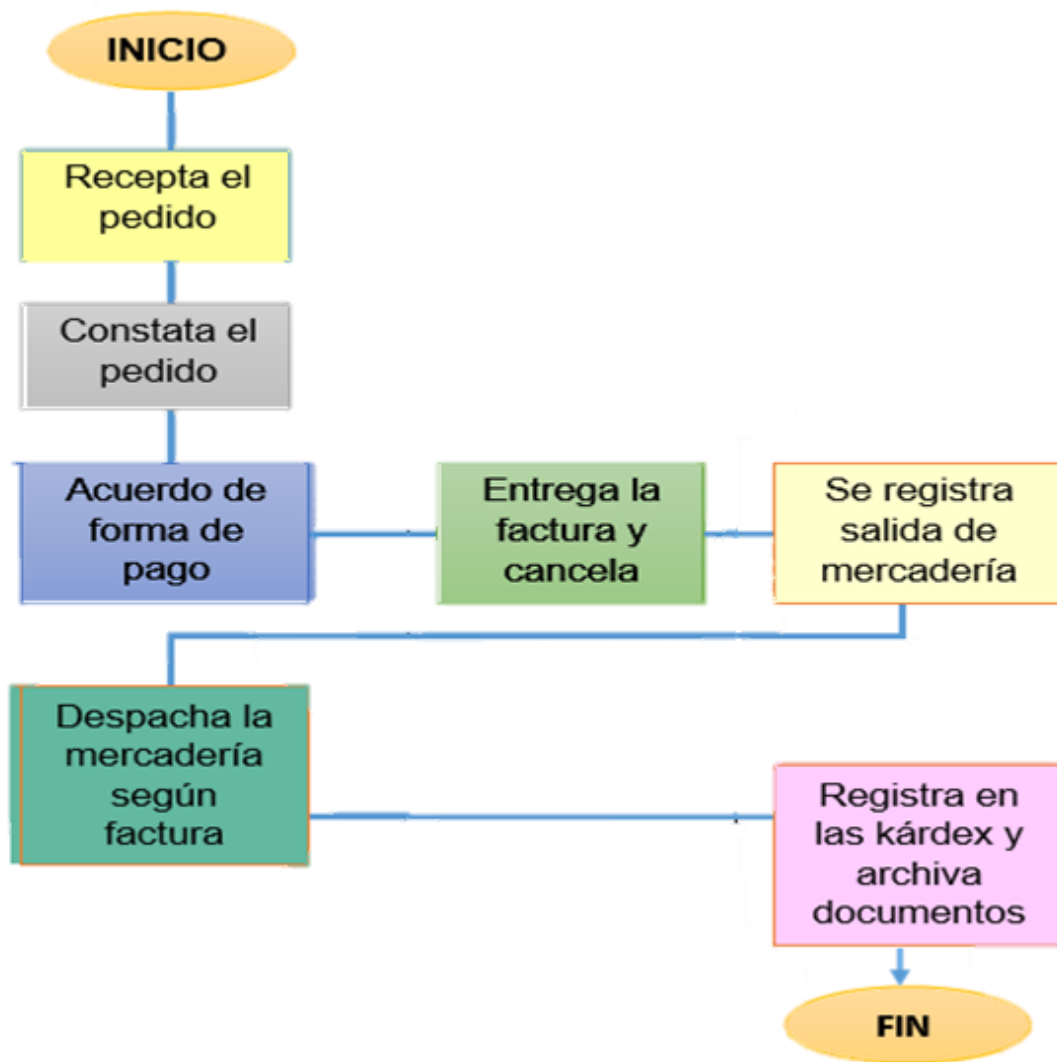 INICIO
Recepta el
pedido
Constata el
pedido
Acuerdo de
forma de
pago
Entrega la
factura y
cancela
Se registra
salida de
mercadería
Despacha la
mercadería
según
factura
Registra en
las kárdex y
archiva
documentos
FIN